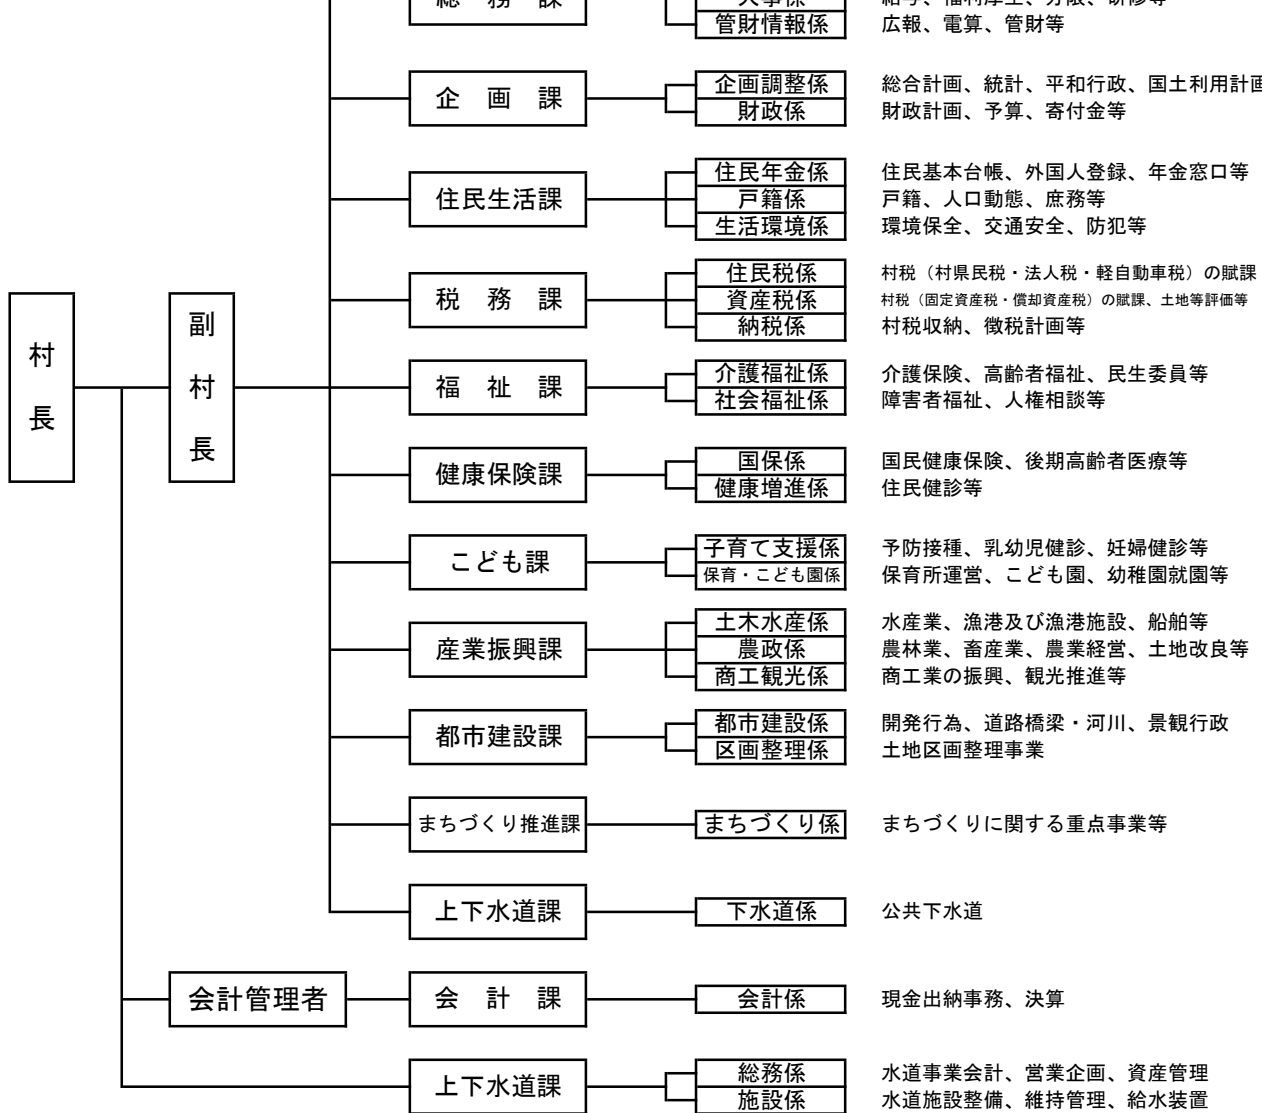 総　務　課
人事係　給与、福利厚生、分限、研修等
管財情報係　広報、電算、管財等
企　画　課
企画調整係　総合計画、統計、平和行政、国土利用計画
財政係　財政計画、予算、寄付金等
住民生活課
住民年金係　住民基本台帳、外国人登録、年金窓口等
戸籍係　戸籍、人口動態、庶務等
生活環境係　環境保全、交通安全、防犯等
村長
副村長
税　務　課
住民税係　村税（村県民税・法人税・軽自動車税）の賦課
資産税係　村税（固定資産税・償却資産税）の賦課、土地等評価等
納税係　村税収納、徴税計画等
福　祉　課
介護福祉係　介護保険、高齢者福祉、民生委員等
社会福祉係　障害者福祉、人権相談等
健康保険課
国保係　国民健康保険、後期高齢者医療等
健康増進係　住民健診等
こども課
子育て支援係　予防接種、乳幼児健診、妊婦健診等
保育・こども園係　保育所運営、こども園、幼稚園就園等
産業振興課
土木水産係　水産業、漁港及び漁港施設、船舶等
農政係　農林業、畜産業、農業経営、土地改良等
商工観光係　商工業の振興、観光推進等
都市建設課
都市建設係　開発行為、道路橋梁・河川、景観行政
区画整理係　土地区画整理事業
まちづくり推進課
まちづくり係　まちづくりに関する重点事業等
上下水道課
下水道係　公共下水道
会計管理者
会　計　課
会計係　現金出納事務、決算
上下水道課
総務係　水道事業会計、営業企画、資産管理
施設係　水道施設整備、維持管理、給水装置